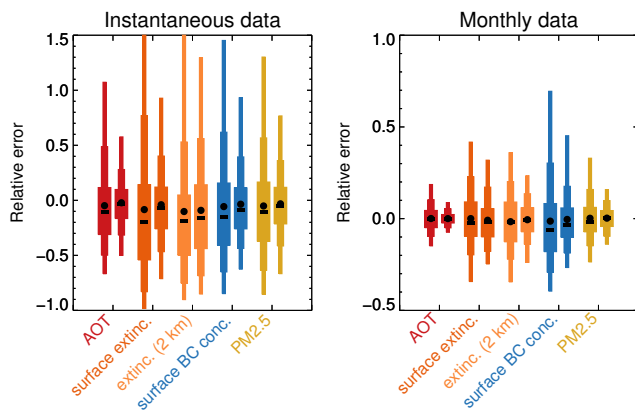 Instantaneous data
Monthly data
Relative error
1.5
1.0
0.5
0.0
−0.5
−1.0
AOT
surface extinc.
extinc. (2 km)
surface BC conc.
PM2.5
Relative error
1.0
0.5
0.0
−0.5
AOT
surface extinc.
extinc. (2 km)
surface BC conc.
PM2.5